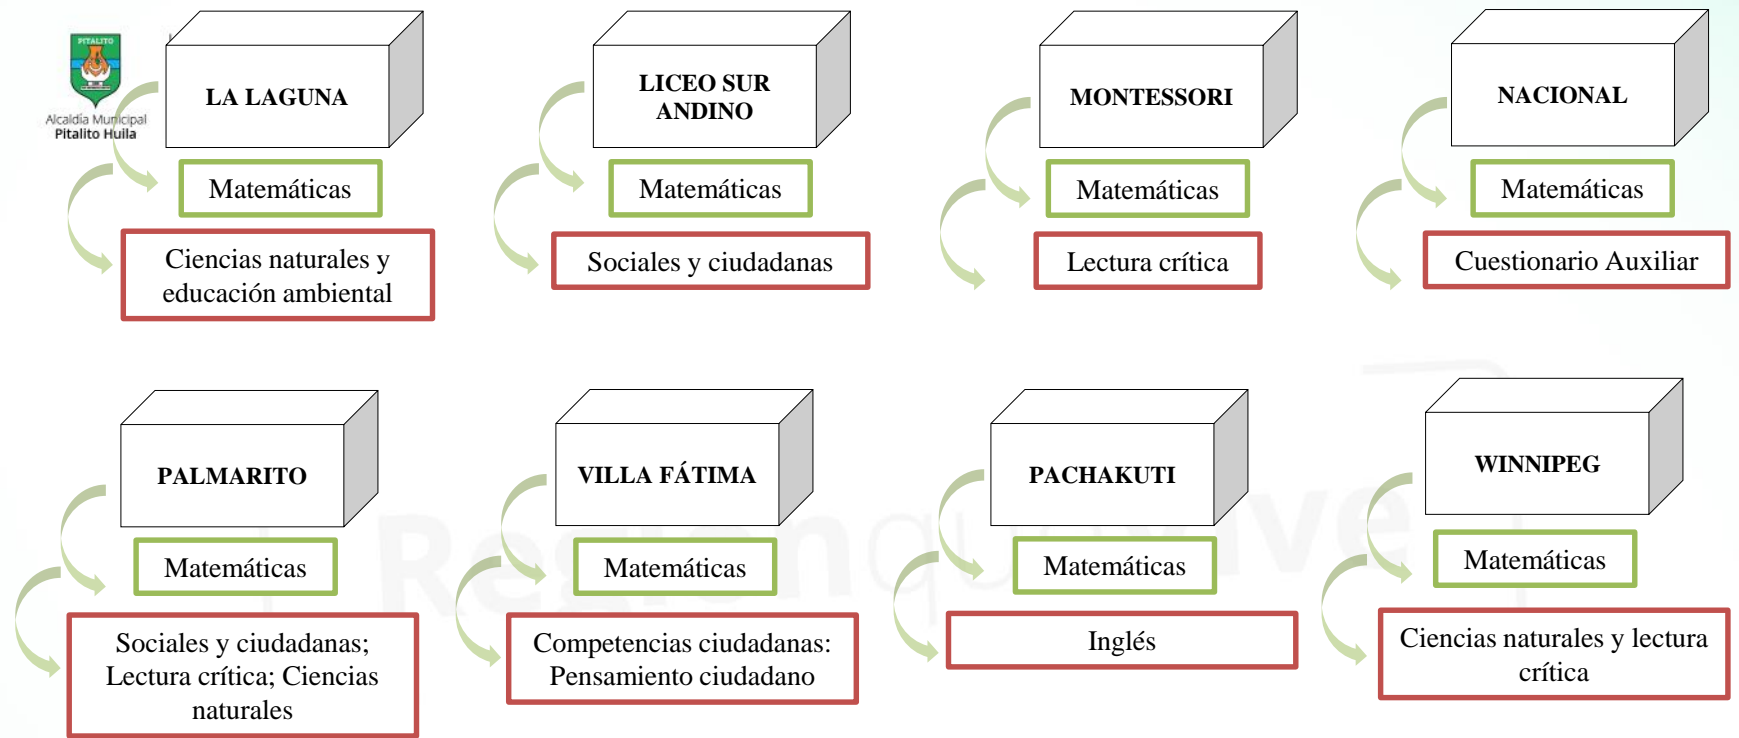 PITALITO
Alcaldía Municipal
Pitalito Huila
LA LAGUNA
Matemáticas
Ciencias naturales y
educación ambiental
LICEO SUR
ANDINO
Matemáticas
Sociales y ciudadanas
MONTESSORI
Matemáticas
Lectura crítica
NACIONAL
Matemáticas
Cuestionario Auxiliar
PALMARITO
Matemáticas
Sociales y ciudadanas;
Lectura crítica; Ciencias
naturales
VILLA FÁTIMA
Matemáticas
Competencias ciudadanas:
Pensamiento ciudadano
PACHAKUTI
Matemáticas
Inglés
WINNIPEG
Matemáticas
Ciencias naturales y lectura
crítica
Regionquevive